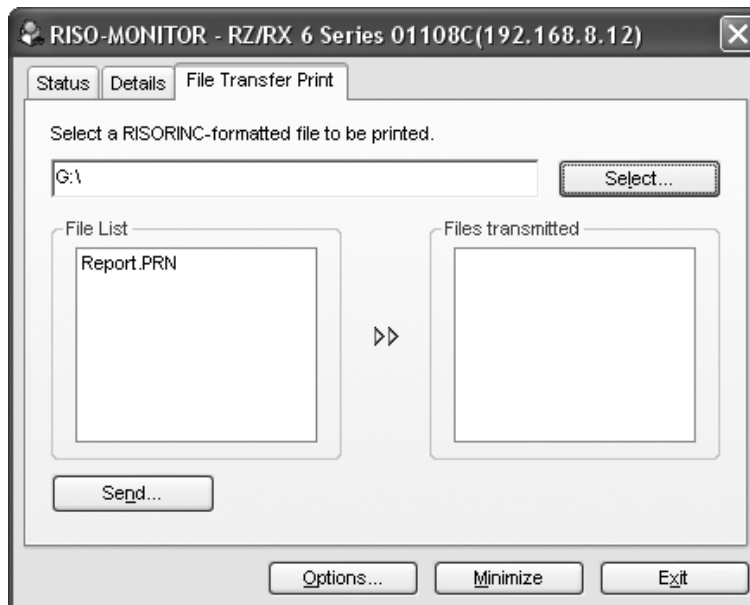 RISO-MONITOR - RZ/RX 6 Series 01108C(192.168.8.12)
Status
Details
File Transfer Print
Select a RISORINC-formatted file to be printed.
G:\
Select...
File List
Files transmitted
Report.PRN
Send...
Options...
Minimize
Exit